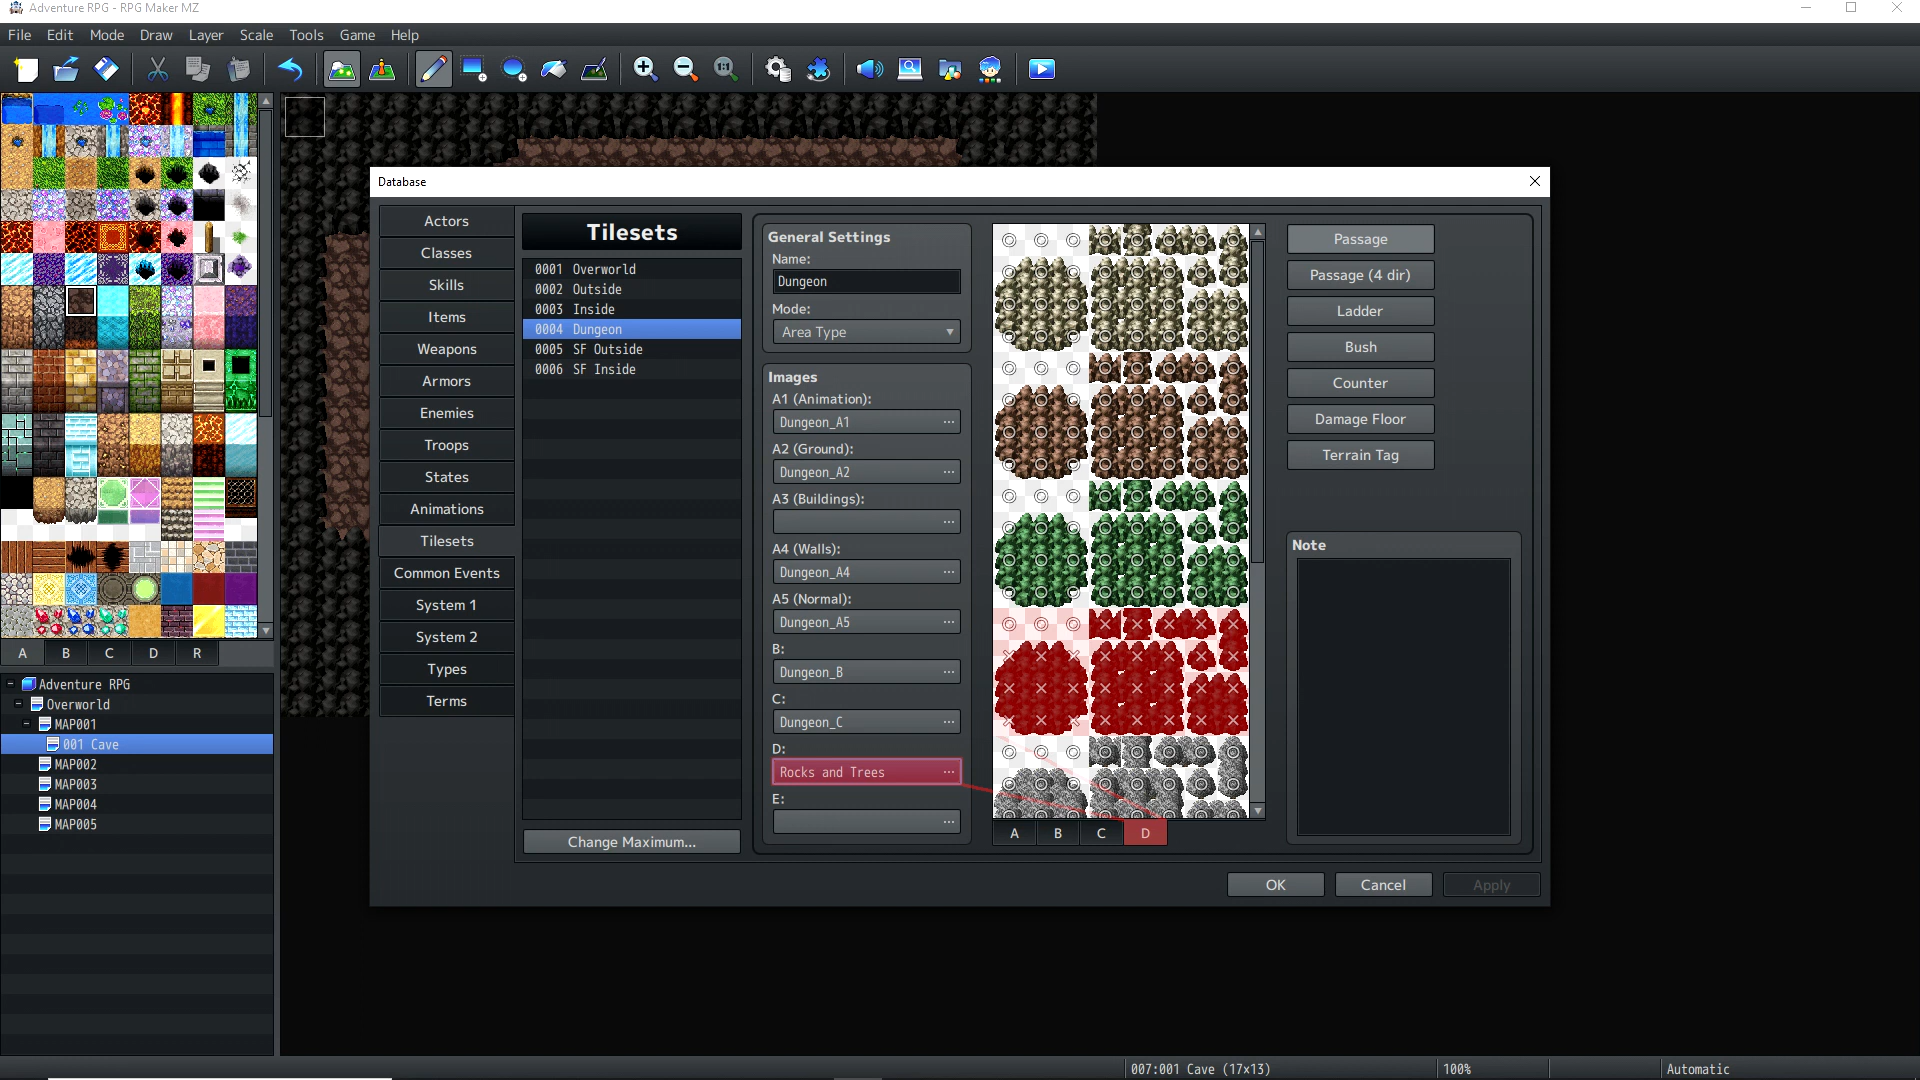 Adventure RPG - RPG Maker MZ
File Edit Mode Draw Layer Scale Tools Game Help
1:1
A B C D R
Adventure RPG
Overworld
MAP001
001 Cave
MAP002
MAP003
MAP004
MAP005
Database
Actors
Classes
Skills
Items
Weapons
Armors
Enemies
Troops
States
Animations
Tilesets
Common Events
System 1
System 2
Types
Terms
Tilesets
0001 Overworld
0002 Outside
0003 Inside
0004 Dungeon
0005 SF Outside
0006 SF Inside
Change Maximum...
General Settings
Name:
Dungeon
Mode:
Area Type
Images
A1 (Animation):
Dungeon_A1 ...
A2 (Ground):
Dungeon_A2 ...
A3 (Buildings):
...
A4 (Walls):
Dungeon_A4 ...
A5 (Normal):
Dungeon_A5 ...
B:
Dungeon_B ...
C:
Dungeon_C ...
D:
Rocks and Trees ...
E:
...
A B C D
Passage
Passage (4 dir)
Ladder
Bush
Counter
Damage Floor
Terrain Tag
Note
OK Cancel Apply
007:001 Cave (17x13) 100% Automatic